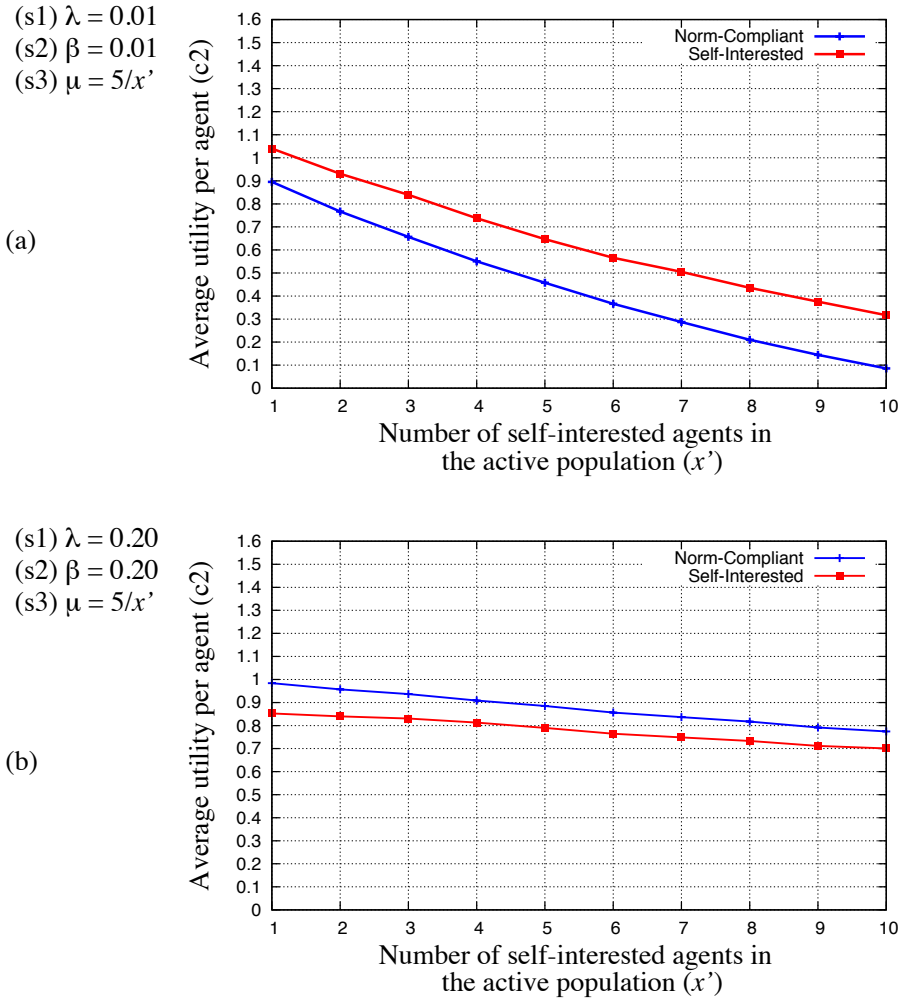 (s1) λ = 0.01
(s2) β = 0.01
(s3) μ = 5/x’
(a)
Average utility per agent (c2)
1.6
1.5
1.4
1.3
1.2
1.1
1
0.9
0.8
0.7
0.6
0.5
0.4
0.3
0.2
0.1
0
Norm-Compliant
Self-Interested
1 2 3 4 5 6 7 8 9 10
Number of self-interested agents in
the active population (x’)
(s1) λ = 0.20
(s2) β = 0.20
(s3) μ = 5/x’
(b)
Average utility per agent (c2)
1.6
1.5
1.4
1.3
1.2
1.1
1
0.9
0.8
0.7
0.6
0.5
0.4
0.3
0.2
0.1
0
Norm-Compliant
Self-Interested
1 2 3 4 5 6 7 8 9 10
Number of self-interested agents in
the active population (x’)